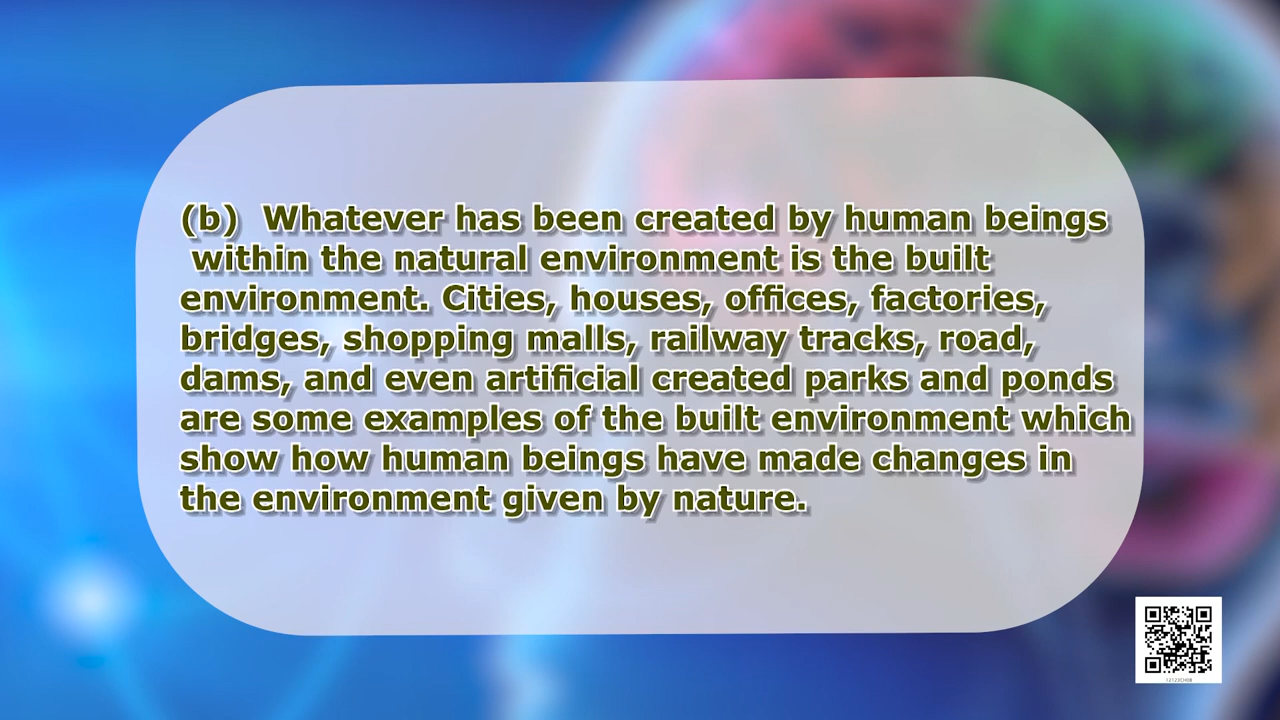 (b) Whatever has been created by human beings
within the natural environment is the built
environment. Cities, houses, offices, factories,
bridges, shopping malls, railway tracks, road,
dams, and even artificial created parks and ponds
are some examples of the built environment which
show how human beings have made changes in
the environment given by nature.
12123CH08